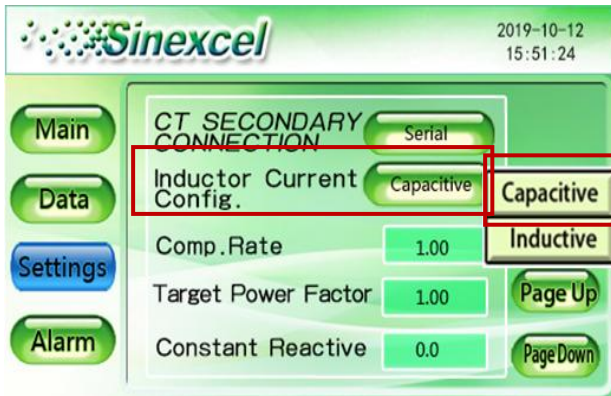 Sinexcel
2019-10-12
15:51:24
Main
Data
Settings
Alarm
CT SECONDARY
CONNECTION
Serial
Inductor Current
Config.
Capacitive
Capacitive
Inductive
Comp.Rate
1.00
Target Power Factor
1.00
Page Up
Constant Reactive
0.0
Page Down